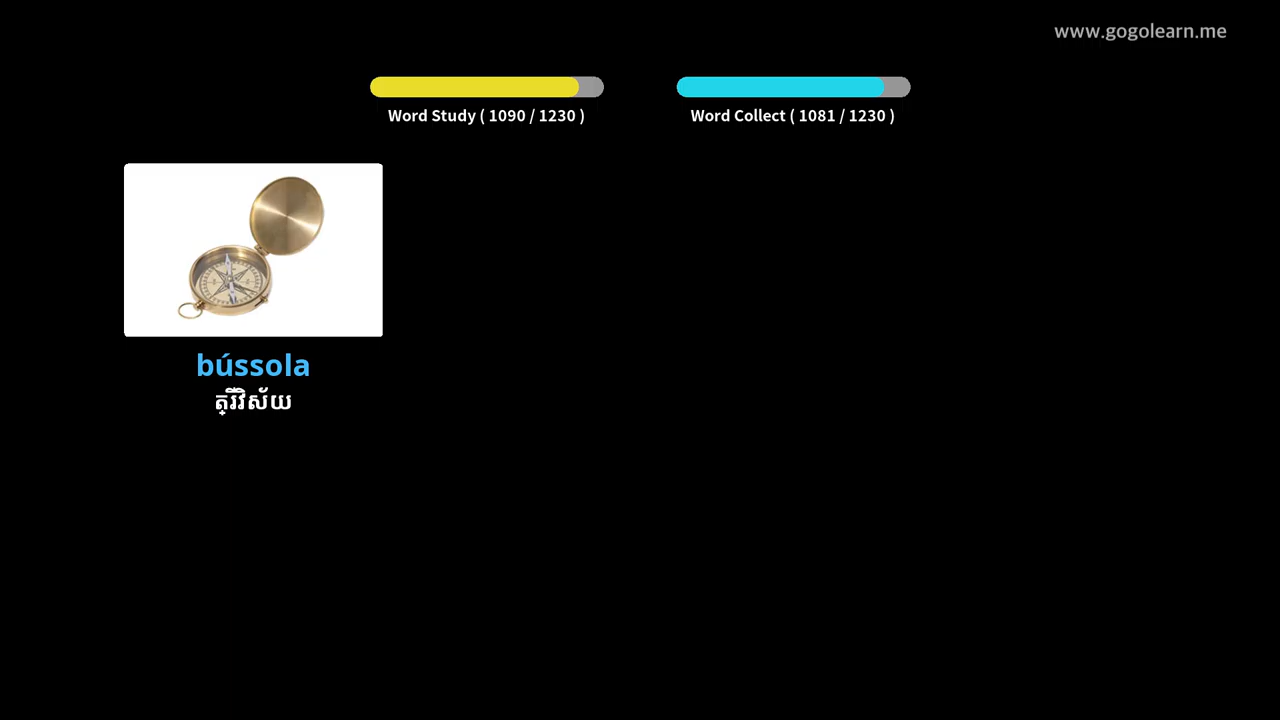 www.gogolearn.me
Word Study ( 1090 / 1230 )
Word Collect ( 1081 / 1230 )
bússola
ត្រីវិស័យ